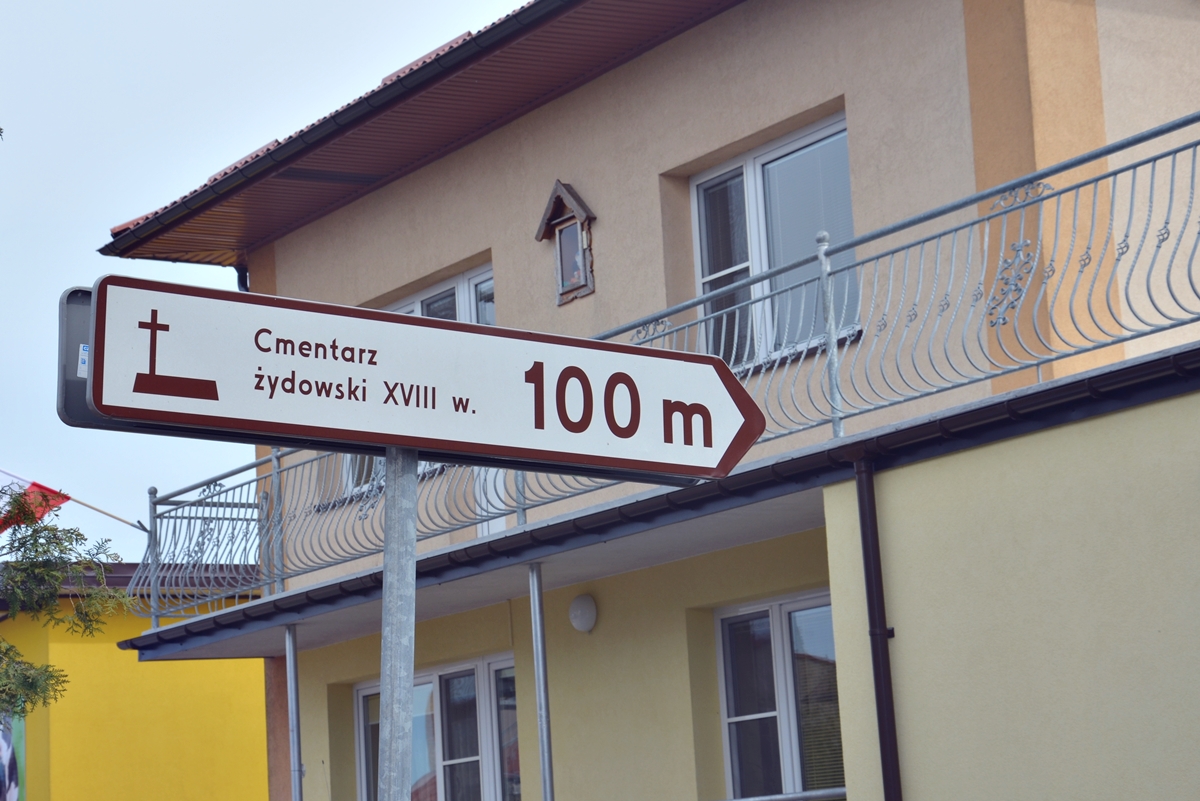 Cmentarz
żydowski XVIII w.
100 m